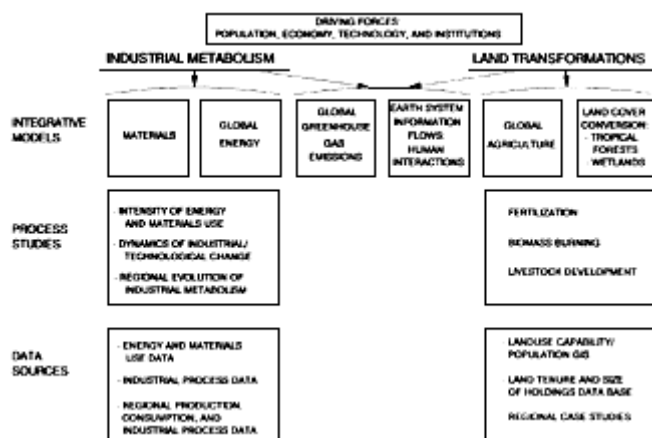 DRIVING FORCES:
POPULATION, ECONOMY, TECHNOLOGY, AND INSTITUTIONS
INDUSTRIAL METABOLISM
LAND TRANSFORMATIONS
INTEGRATIVE
MODELS
MATERIALS
GLOBAL
ENERGY
GLOBAL
GREENHOUSE
GAS
EMISSIONS
EARTH SYSTEM
INFORMATION
FLOWS:
HUMAN
INTERACTIONS
GLOBAL
AGRICULTURE
LAND COVER
CONVERSION:
- TROPICAL
FORESTS
- WETLANDS
PROCESS
STUDIES
- INTENSITY OF ENERGY
AND MATERIALS USE
- DYNAMICS OF INDUSTRIAL/
TECHNOLOGICAL CHANGE
- REGIONAL EVOLUTION OF
INDUSTRIAL METABOLISM
FERTILIZATION
BIOMASS BURNING
LIVESTOCK DEVELOPMENT
DATA
SOURCES
- ENERGY AND MATERIALS
USE DATA
- INDUSTRIAL PROCESS DATA
- REGIONAL PRODUCTION,
CONSUMPTION, AND
INDUSTRIAL PROCESS DATA
- LANDUSE CAPABILITY/
POPULATION GIS
- LAND TENURE AND SIZE
OF HOLDINGS DATA BASE
REGIONAL CASE STUDIES